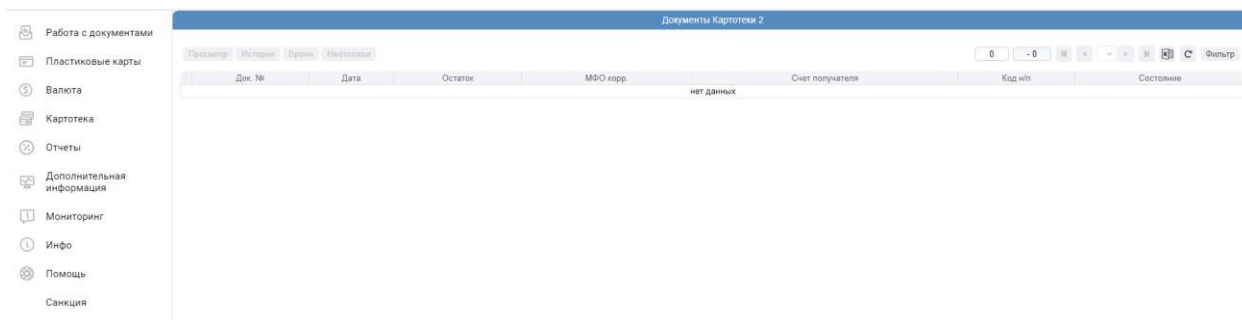 Документы Картотеки 2
Работа с документами
Пластиковые карты
Валюта
Картотека
Отчеты
Дополнительная
информация
Мониторинг
Инфо
Помощь
Санкция
Просмотр История Брони Неотложки 0 - 0 Фильтр
Док. № Дата Остаток МФО корр. Счет получателя Код н/п Состояние
нет данных